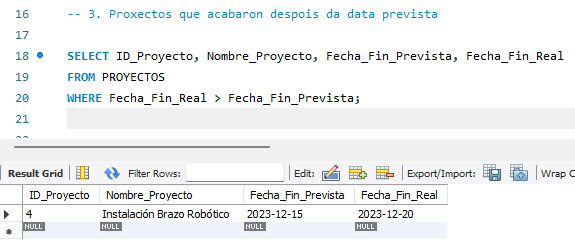 16 -- 3. Proxectos que acabaron despois da data prevista
17
18 SELECT ID_Proyecto, Nombre_Proyecto, Fecha_Fin_Prevista, Fecha_Fin_Real
19 FROM PROYECTOS
20 WHERE Fecha_Fin_Real > Fecha_Fin_Prevista;
21
Result Grid Filter Rows: Edit: Export/Import: Wrap C
ID_Proyecto Nombre_Proyecto Fecha_Fin_Prevista Fecha_Fin_Real
4 Instalación Brazo Robótico 2023-12-15 2023-12-20
NULL NULL NULL NULL